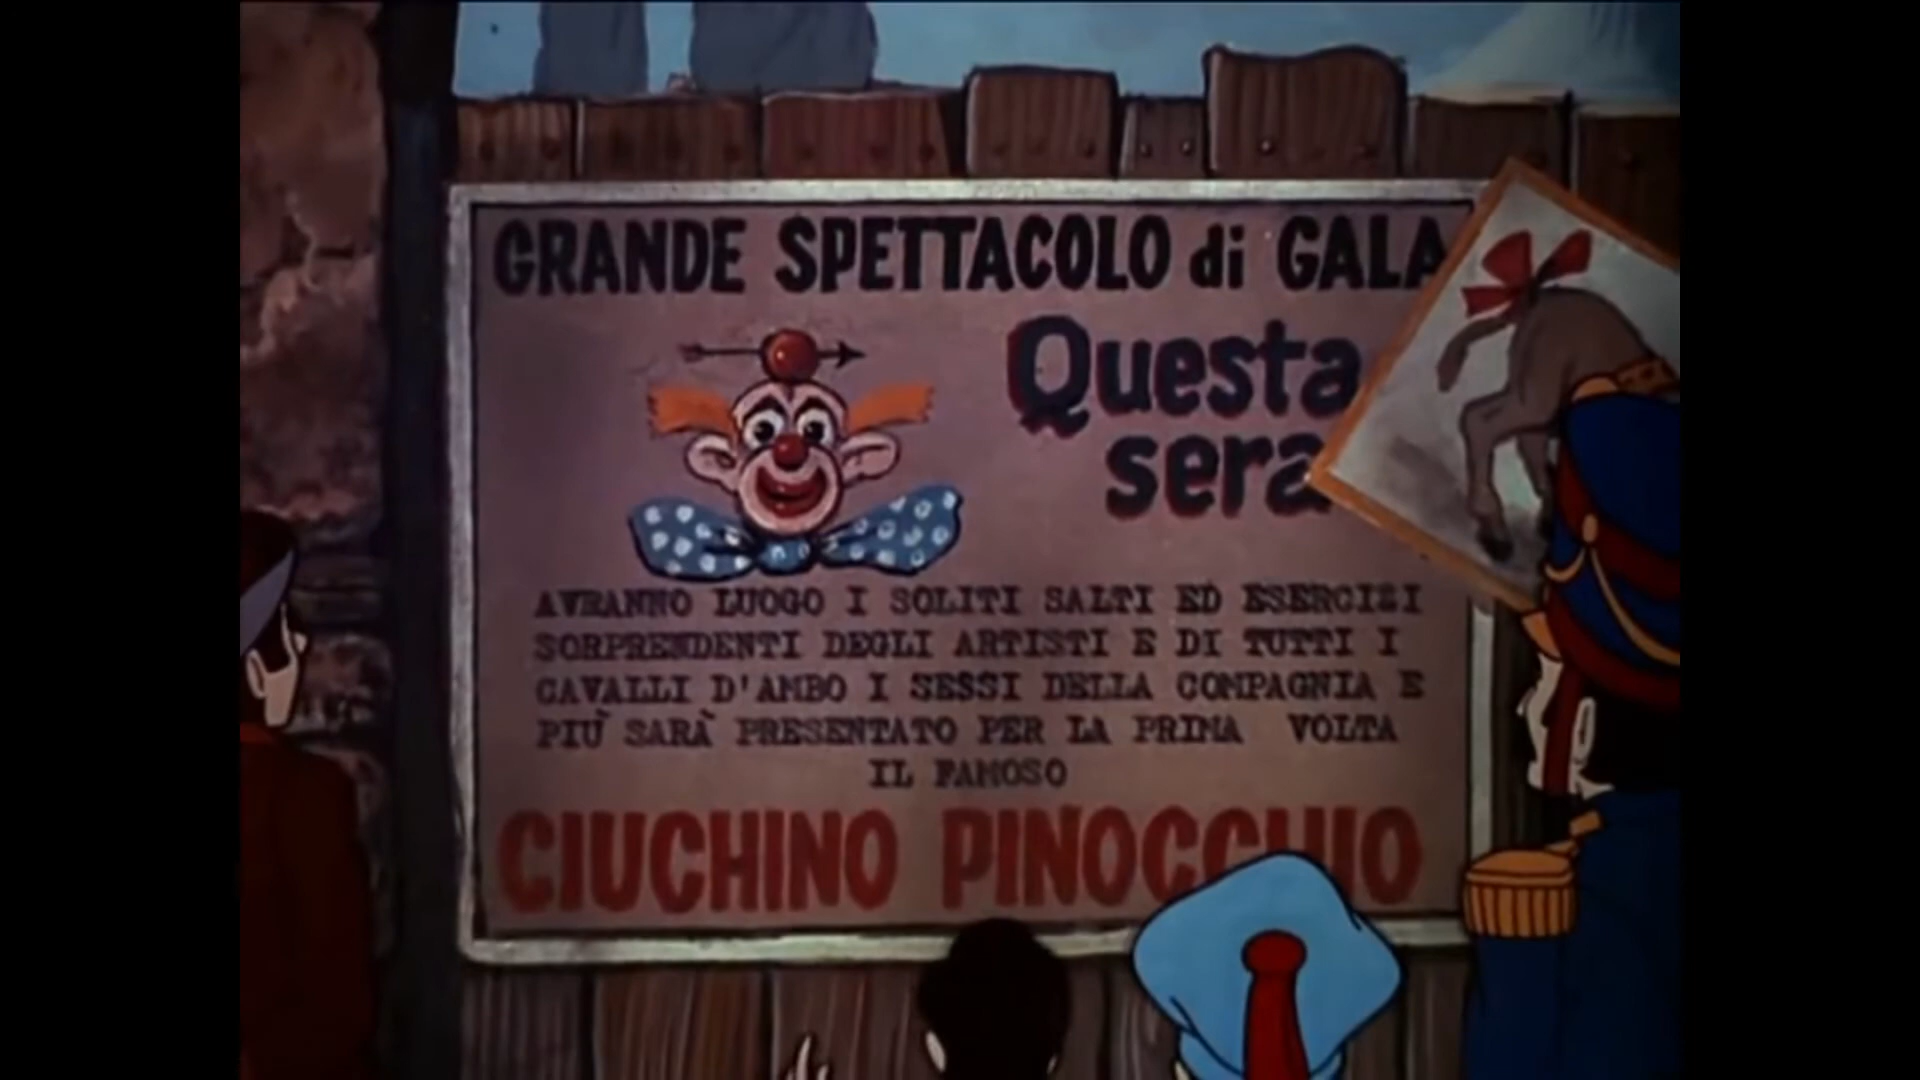 GRANDE SPETTACOLO di GALA
Questa
sera
AVRANNO LUOGO I SOLITI SALTI ED ESERCIZI
SORPRENDENTI DEGLI ARTISTI E DI TUTTI I
CAVALLI D'AMBO I SESSI DELLA COMPAGNIA E
PIÙ SARÀ PRESENTATO PER LA PRIMA VOLTA
IL FAMOSO
CIUCHINO PINOCCHIO